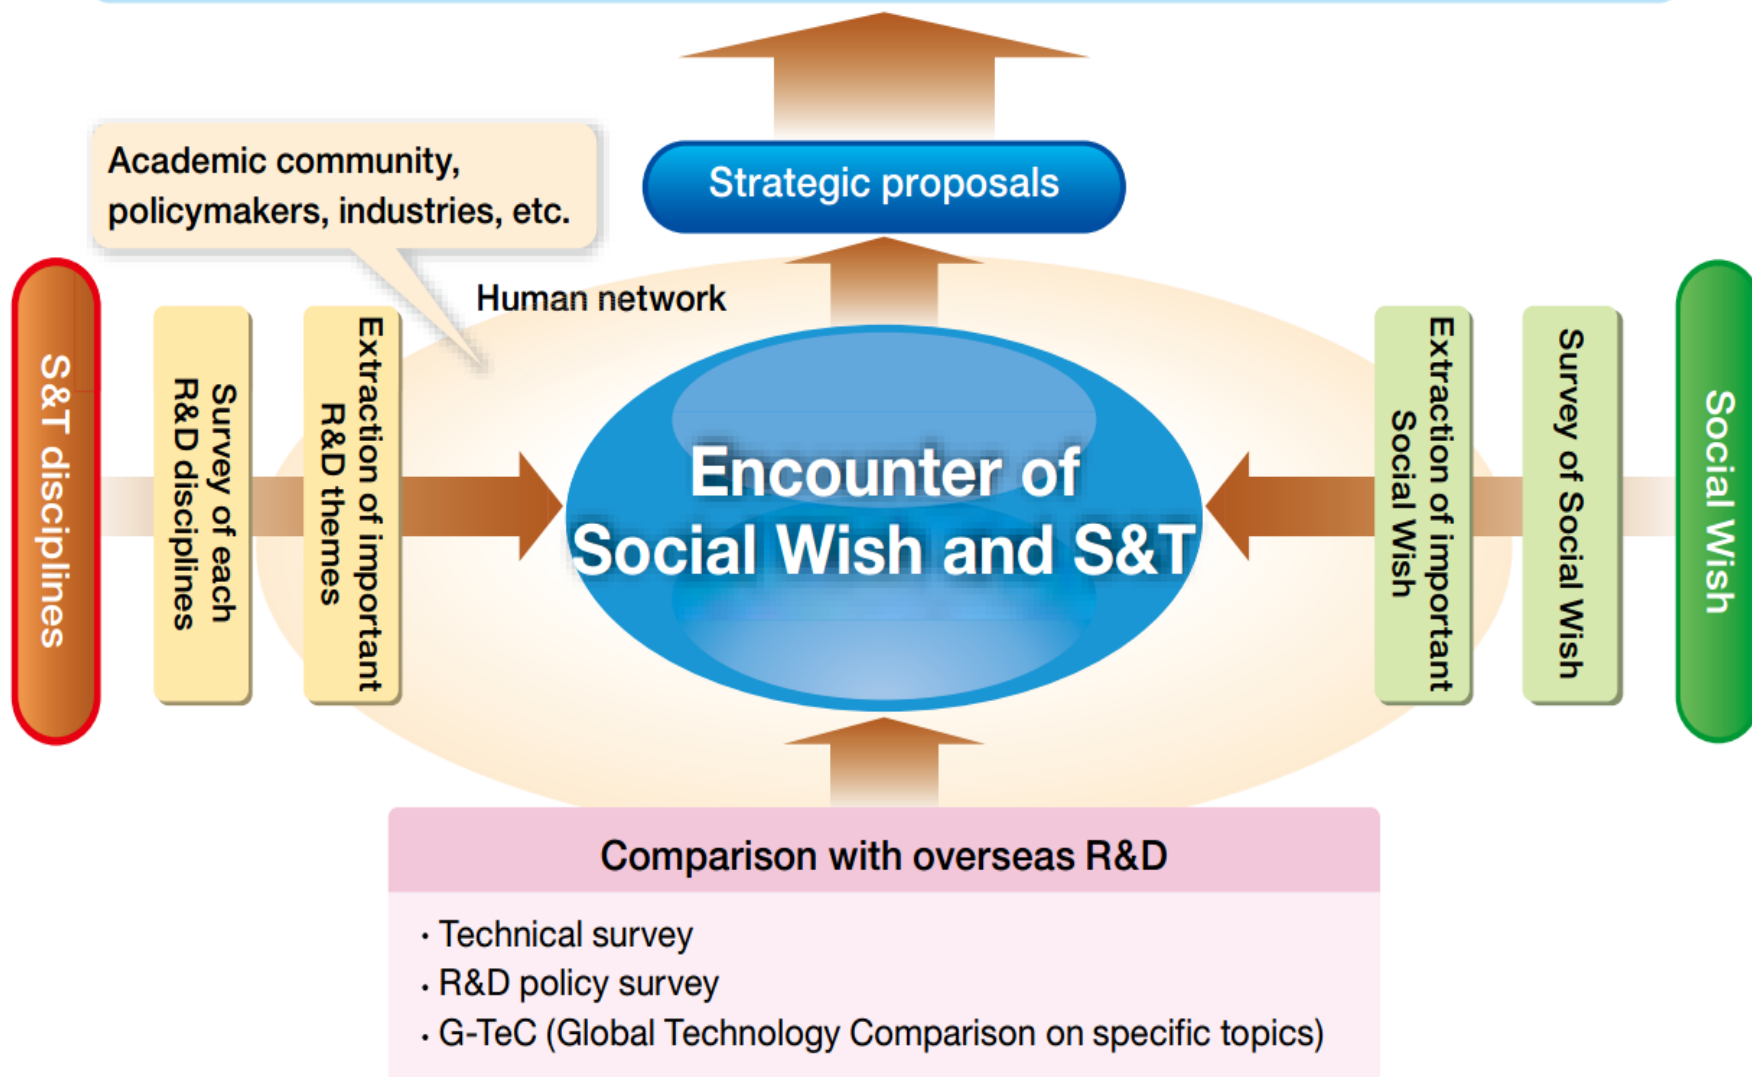 Strategic proposals
Academic community,
policymakers, industries, etc.
Human network
S&T disciplines
Survey of each
R&D disciplines
Extraction of important
R&D themes
Encounter of
Social Wish and S&T
Extraction of important
Social Wish
Survey of Social Wish
Social Wish
Comparison with overseas R&D
· Technical survey
· R&D policy survey
· G-TeC (Global Technology Comparison on specific topics)